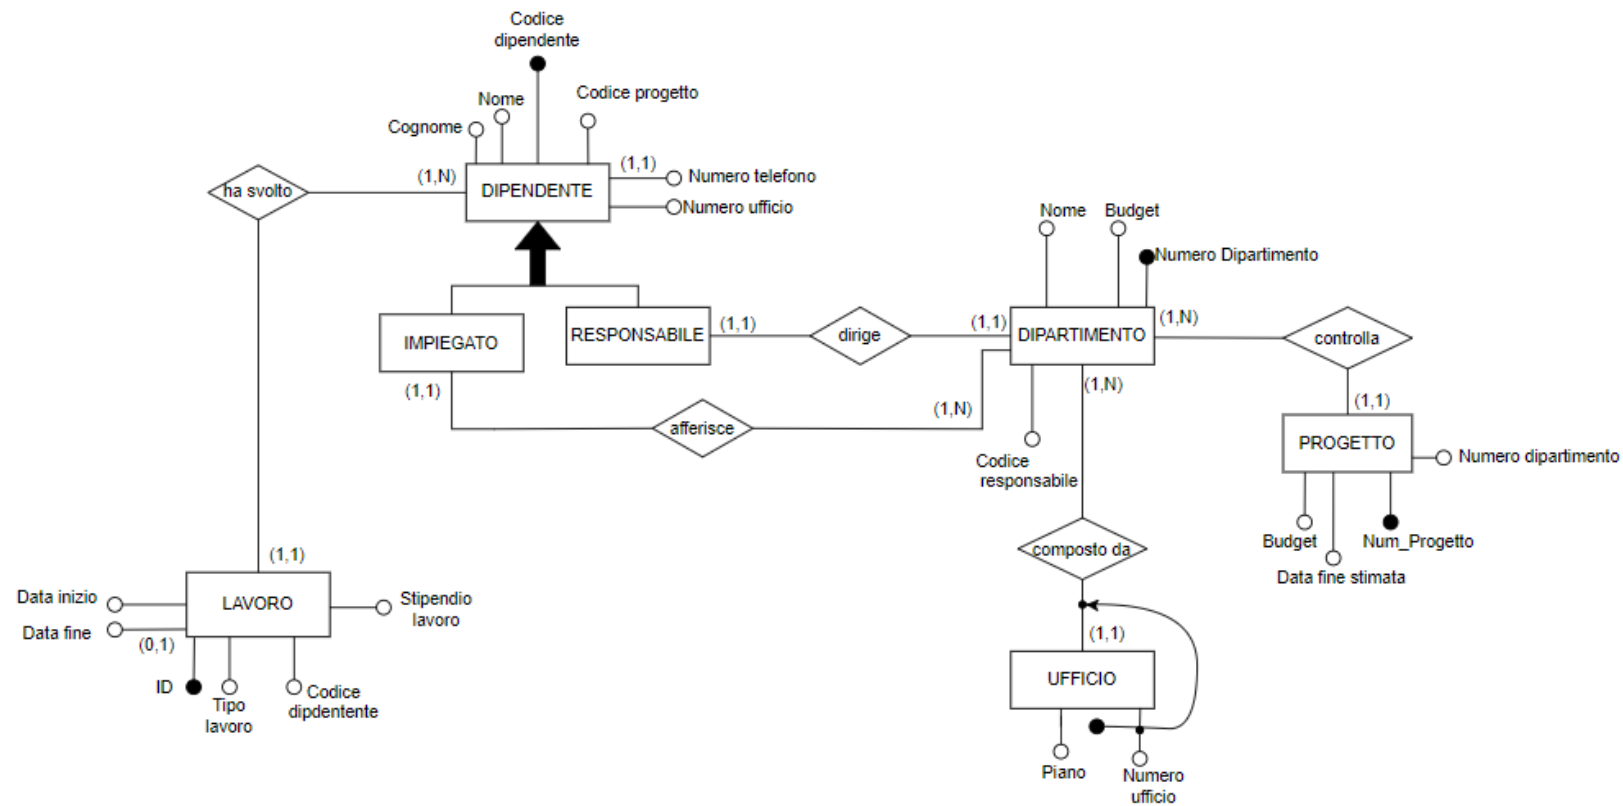 Codice
dipendente
Codice progetto
Nome
Cognome
(1,1)
Numero telefono
(1,N)
ha svolto
DIPENDENTE
Numero ufficio
Nome
Budget
Numero Dipartimento
(1,N)
(1,1)
(1,1)
RESPONSABILE
dirige
DIPARTIMENTO
controlla
IMPIEGATO
(1,1)
(1,N)
(1,N)
(1,1)
afferisce
PROGETTO
Numero dipartimento
Codice
responsabile
Budget
Num_Progetto
Data fine stimata
composto da
(1,1)
Data inizio
LAVORO
Stipendio
lavoro
Data fine
(0,1)
(1,1)
ID
Tipo
lavoro
Codice
dipdentente
UFFICIO
Piano
Numero
ufficio